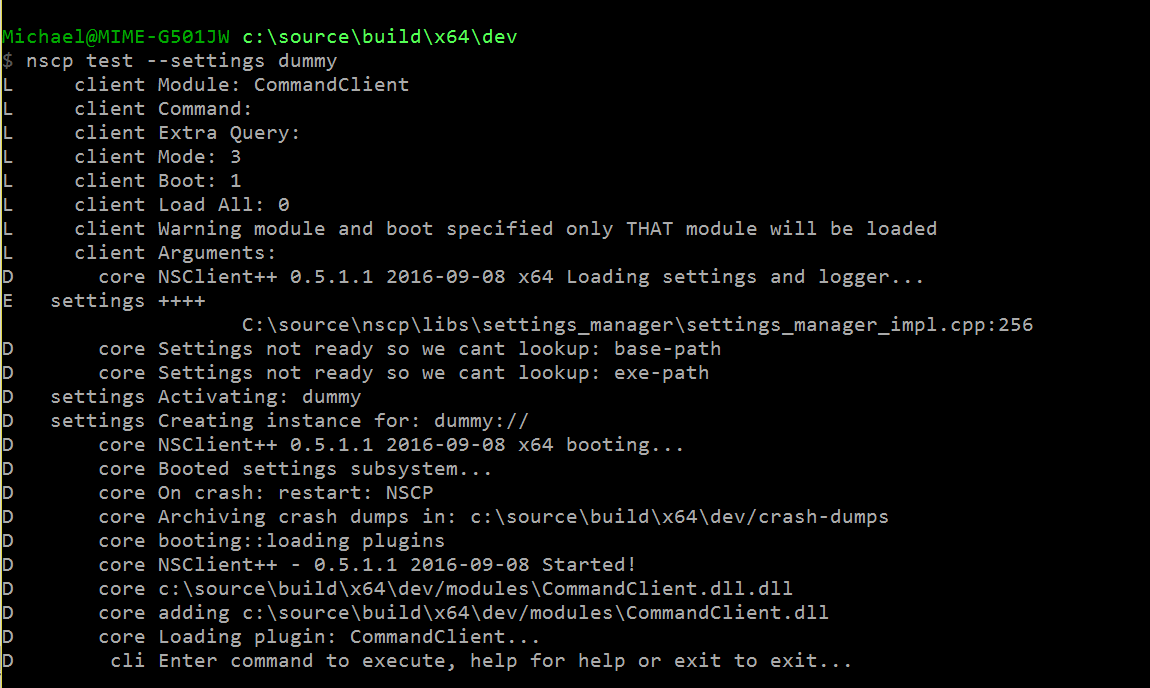 Michael@MIME-G501JW c:\source\build\x64\dev
$ nscp test --settings dummy
L     client Module: CommandClient
L     client Command:
L     client Extra Query:
L     client Mode: 3
L     client Boot: 1
L     client Load All: 0
L     client Warning module and boot specified only THAT module will be loaded
L     client Arguments:
D       core NSClient++ 0.5.1.1 2016-09-08 x64 Loading settings and logger...
E   settings ++++
                    C:\source\nscp\libs\settings_manager\settings_manager_impl.cpp:256
D       core Settings not ready so we cant lookup: base-path
D       core Settings not ready so we cant lookup: exe-path
D   settings Activating: dummy
D   settings Creating instance for: dummy://
D       core NSClient++ 0.5.1.1 2016-09-08 x64 booting...
D       core Booted settings subsystem...
D       core On crash: restart: NSCP
D       core Archiving crash dumps in: c:\source\build\x64\dev/crash-dumps
D       core booting::loading plugins
D       core NSClient++ - 0.5.1.1 2016-09-08 Started!
D       core c:\source\build\x64\dev/modules\CommandClient.dll.dll
D       core adding c:\source\build\x64\dev/modules\CommandClient.dll
D       core Loading plugin: CommandClient...
D        cli Enter command to execute, help for help or exit to exit...